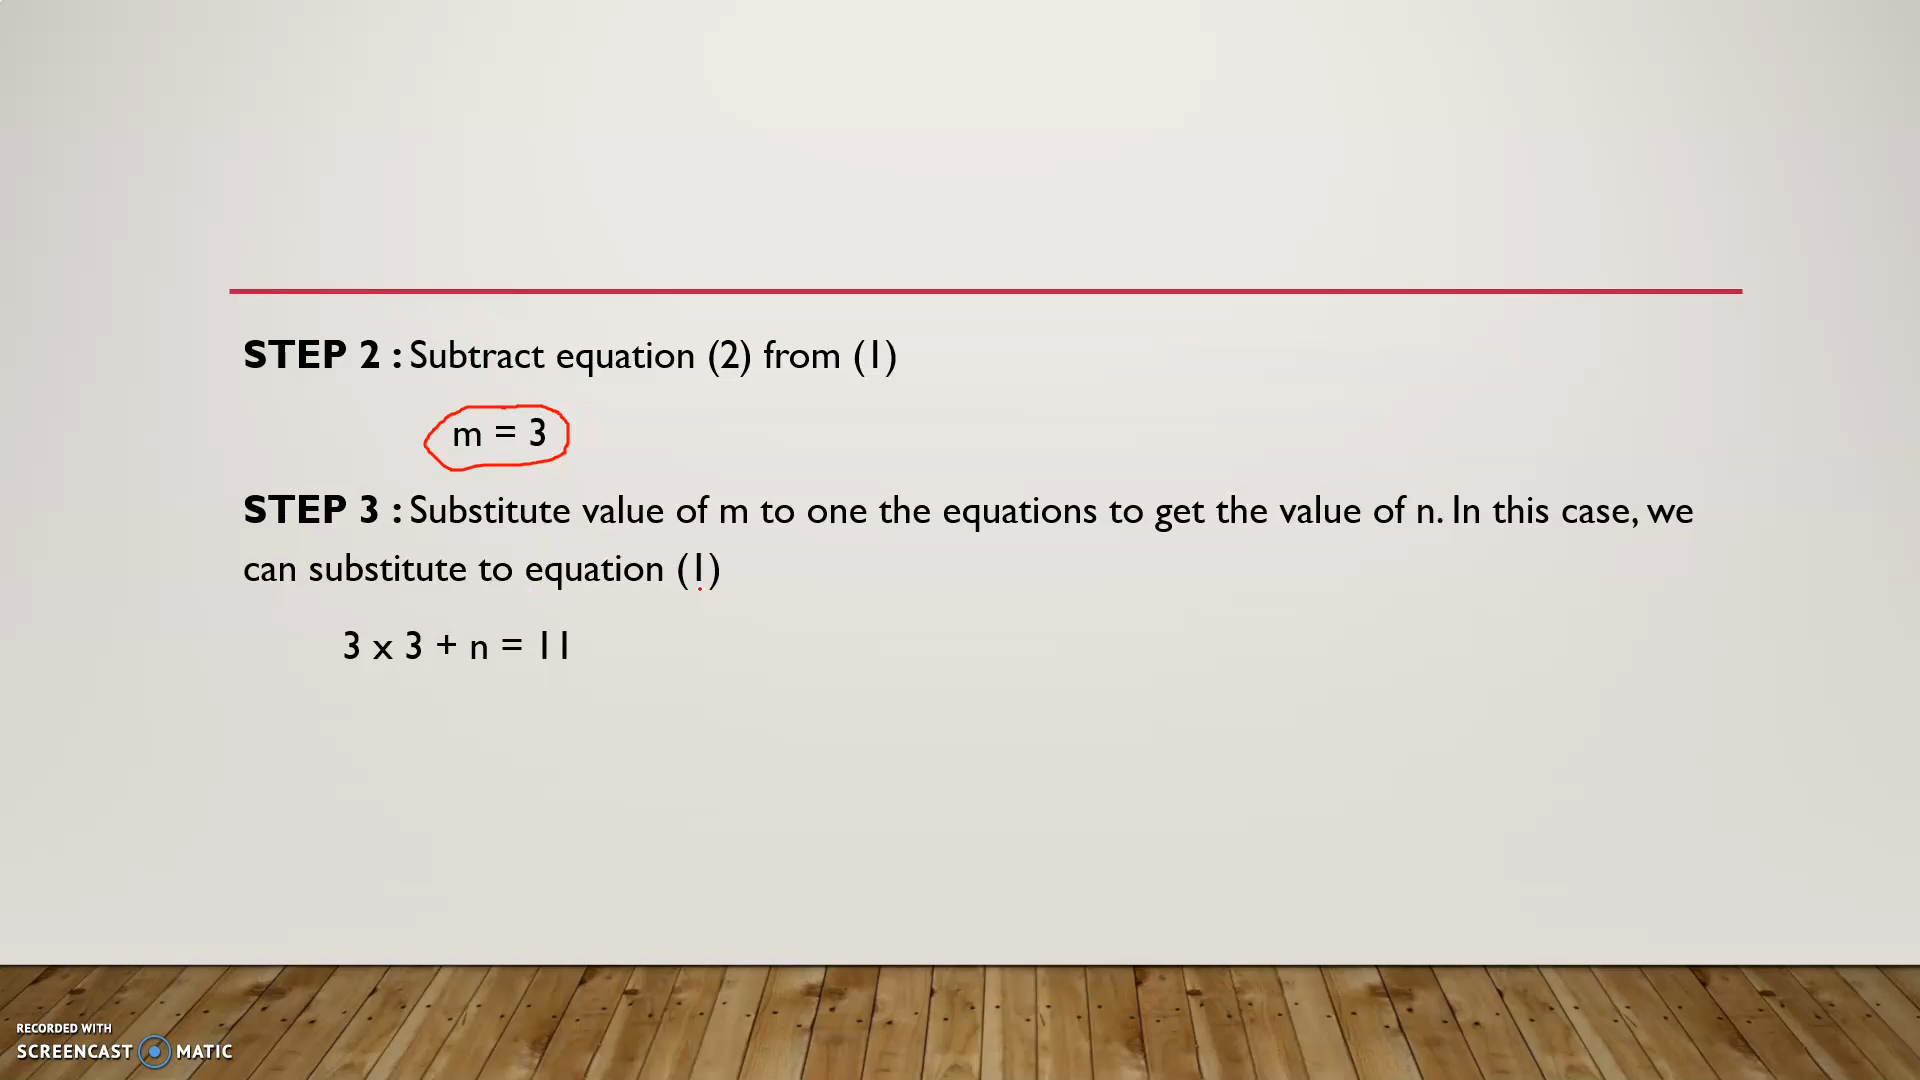 STEP 2 : Subtract equation (2) from (1)
m = 3
STEP 3 : Substitute value of m to one the equations to get the value of n. In this case, we
can substitute to equation (1)
3 x 3 + n = 11
RECORDED WITH
SCREENCAST MATIC